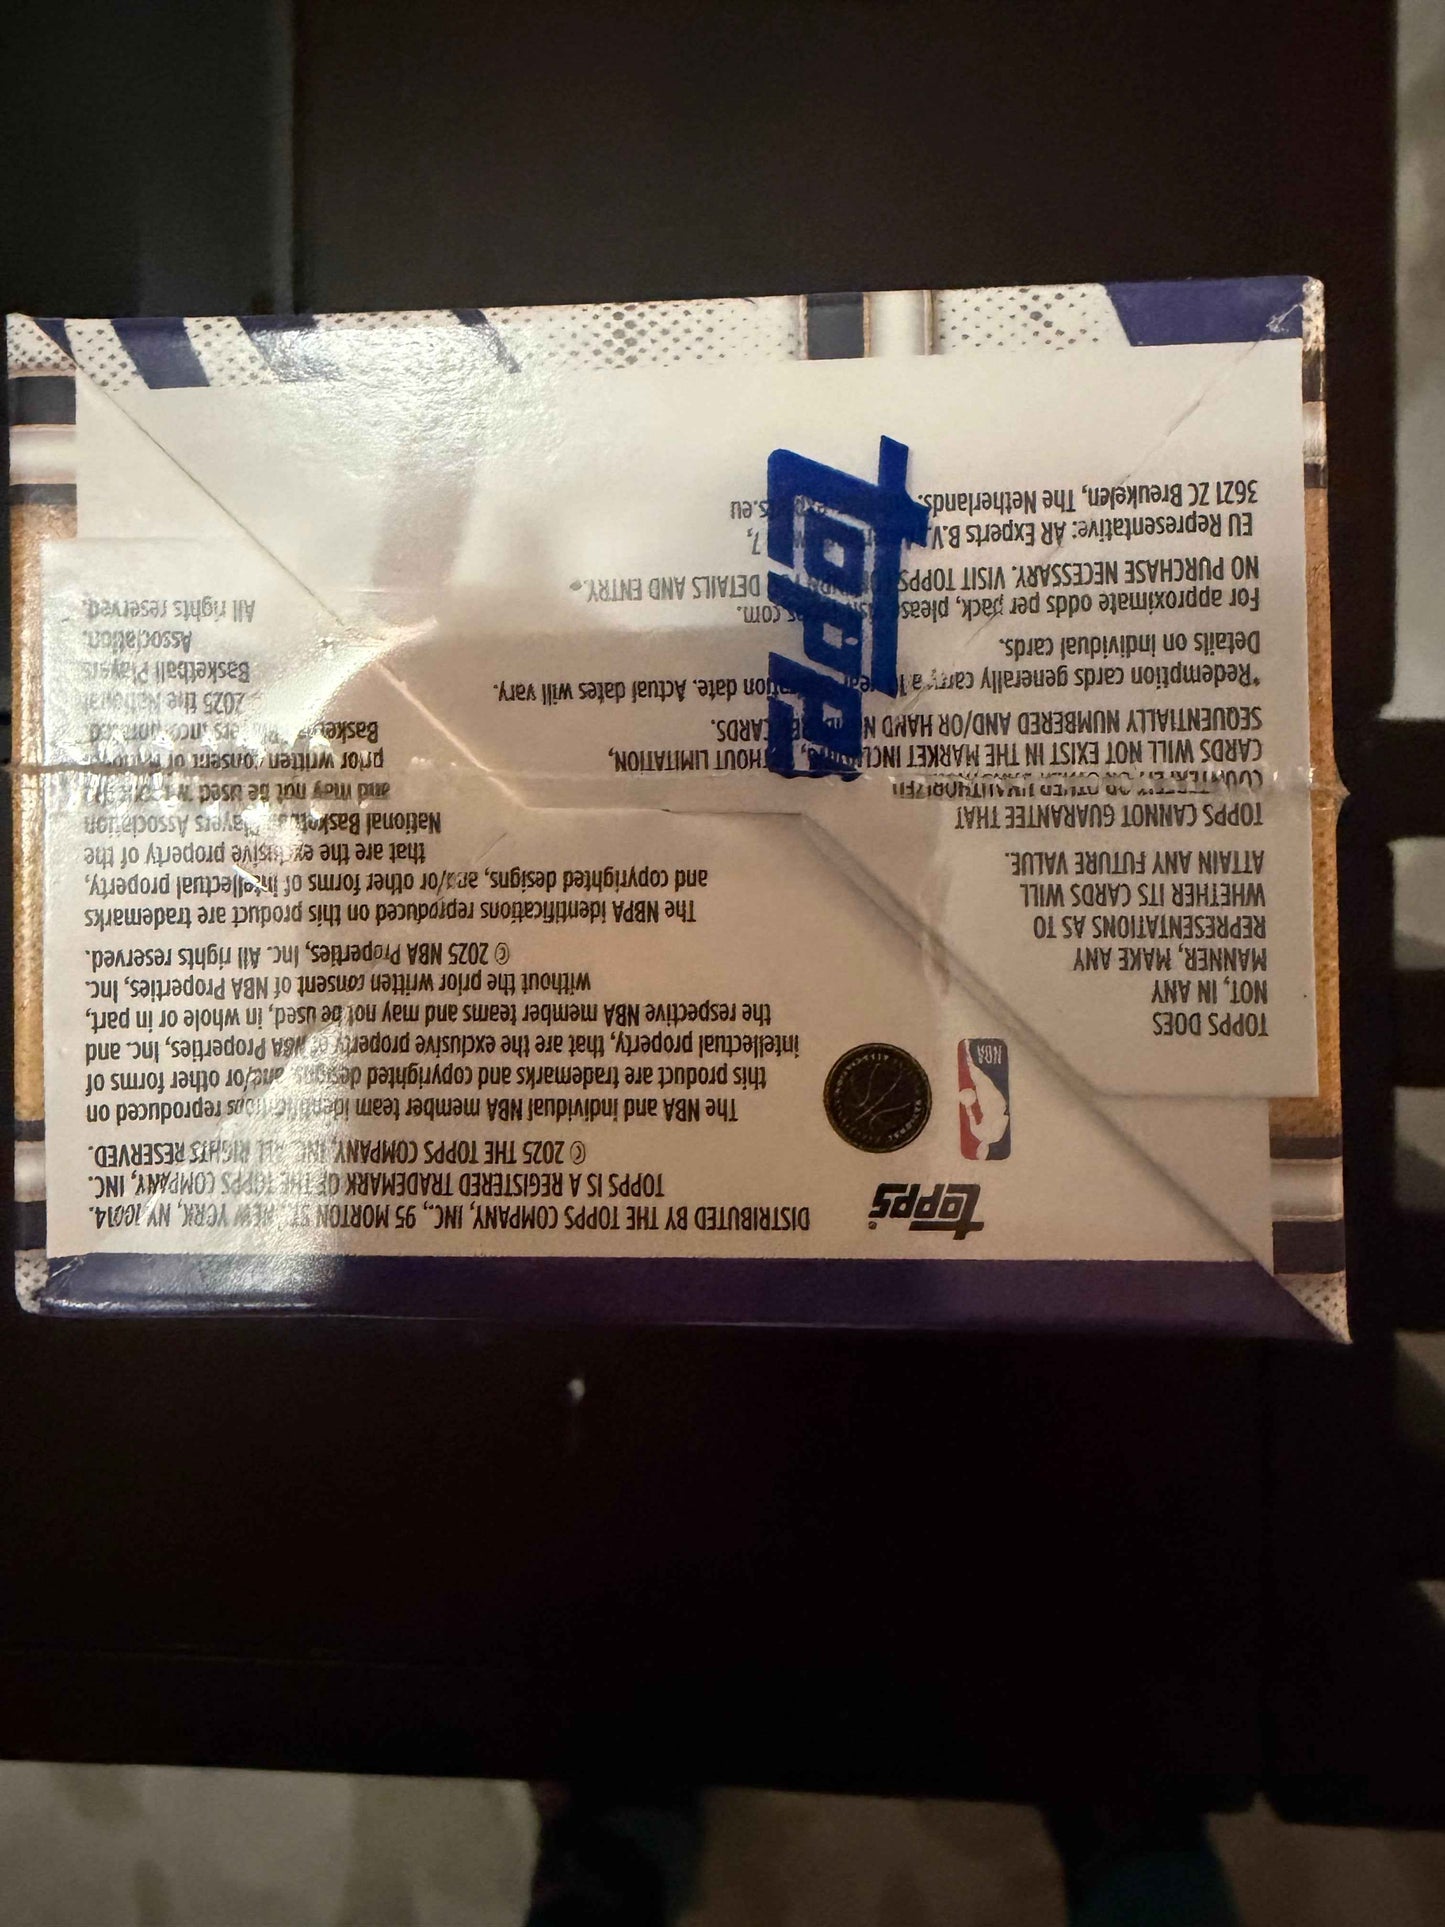 topps
DISTRIBUTED BY THE TOPPS COMPANY, INC., 95 MORTON ST., NEW YORK, NY 10014.
TOPPS IS A REGISTERED TRADEMARK OF THE TOPPS COMPANY, INC.
© 2025 THE TOPPS COMPANY, INC. ALL RIGHTS RESERVED.
NBA
The NBA and individual NBA member team identifications reproduced on
this product are trademarks and copyrighted designs, and/or other forms of
intellectual property, that are the exclusive property of NBA Properties, Inc. and
the respective NBA member teams and may not be used, in whole or in part,
without the prior written consent of NBA Properties, Inc.
© 2025 NBA Properties, Inc. All rights reserved.
The NBPA identifications reproduced on this product are trademarks
and copyrighted designs, and/or other forms of intellectual property,
that are the exclusive property of the
National Basketball Players Association
and may not be used
prior written consent of
Basketball Players Incorporated.
2025 the National
Basketball Players
Association.
All rights reserved.
TOPPS DOES
NOT, IN ANY
MANNER, MAKE ANY
REPRESENTATIONS AS TO
WHETHER ITS CARDS WILL
ATTAIN ANY FUTURE VALUE.
TOPPS CANNOT GUARANTEE THAT
COUNTERFEIT OR OTHER UNAUTHORIZED
CARDS WILL NOT EXIST IN THE MARKET INCLUDING, WITHOUT LIMITATION,
SEQUENTIALLY NUMBERED AND/OR HAND NUMBERED CARDS.
*Redemption cards generally carry a date. Actual dates will vary.
Details on individual cards.
For approximate odds per pack, please com.
NO PURCHASE NECESSARY. VISIT TOPPS DETAILS AND ENTRY.
EU Representative: AR Experts B.V. 7,
3621 ZC Breukelen, The Netherlands. .eu
topps